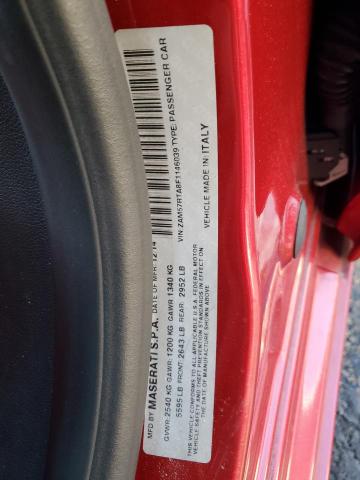 MFD BY MASERATI S.P.A. DATE OF MFR: 12/14
GVWR: 2540 KG GAWR: 1200 KG GAWR 1340 KG
5595 LB FRONT: 2643 LB REAR: 2952 LB
THIS VEHICLE CONFORMS TO ALL APPLICABLE U.S.A. FEDERAL MOTOR
VEHICLE SAFETY AND THEFT PREVENTION STANDARDS IN EFFECT ON
THE DATE OF MANUFACTURE SHOWN ABOVE
VIN: ZAM57RTA8F1146039 TYPE: PASSENGER CAR
VEHICLE MADE IN: ITALY